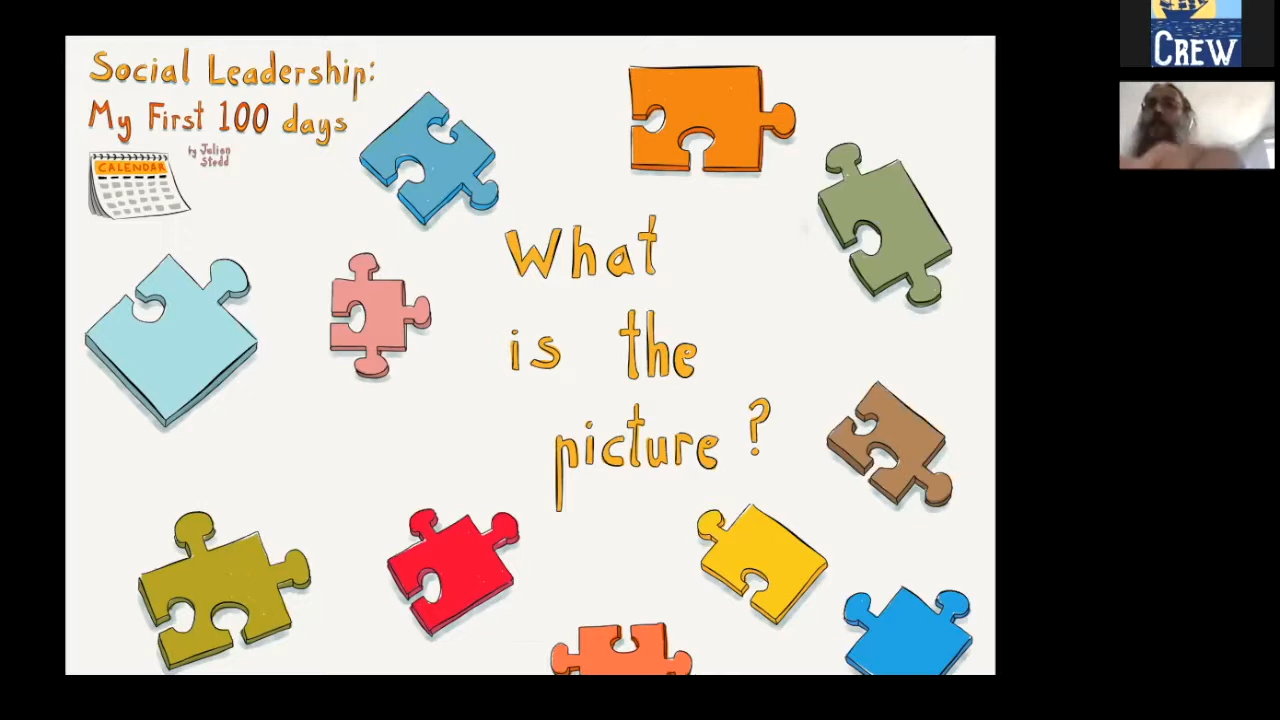 Social Leadership:
My First 100 days
by Julian
Stodd
CALENDAR
What
is the
picture?
CREW